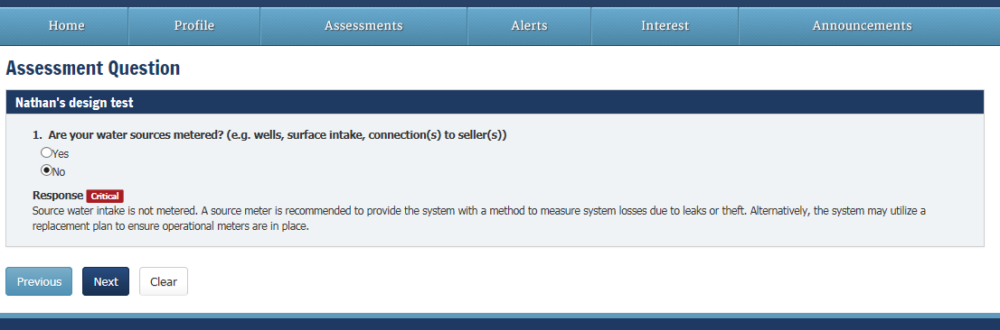 Home Profile Assessments Alerts Interest Announcements
Assessment Question
Nathan's design test
1. Are your water sources metered? (e.g. wells, surface intake, connection(s) to seller(s))
Yes
No
Response Critical
Source water intake is not metered. A source meter is recommended to provide the system with a method to measure system losses due to leaks or theft. Alternatively, the system may utilize a
replacement plan to ensure operational meters are in place.
Previous Next Clear